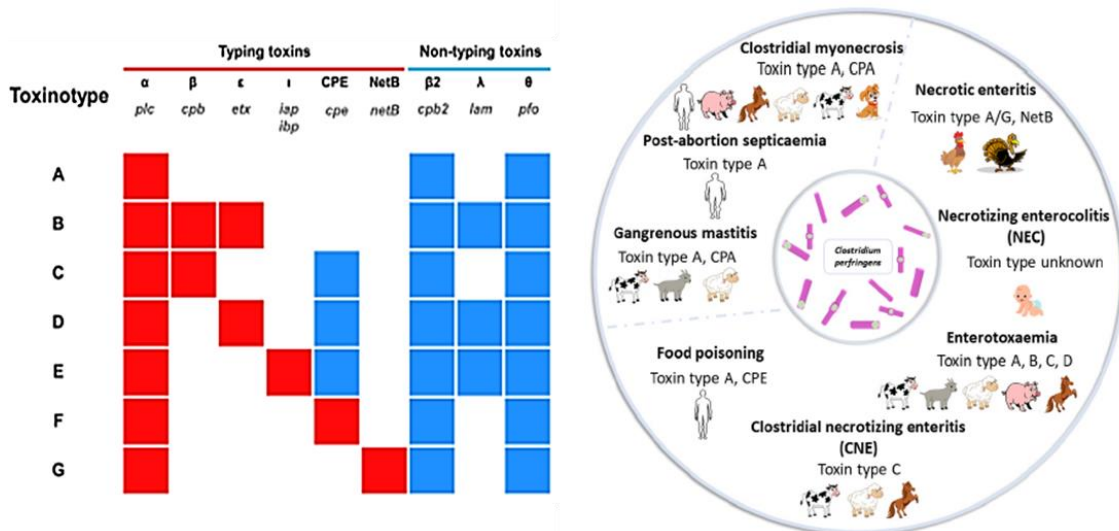 Typing toxins Non-typing toxins
Toxinotype
α β ε ι CPE NetB β2 λ θ
plc cpb etx iap cpe netB cpb2 lam pfo
ibp
A
B
C
D
E
F
G
Clostridial myonecrosis
Toxin type A, CPA
Necrotic enteritis
Toxin type A/G, NetB
Post-abortion septicaemia
Toxin type A
Gangrenous mastitis
Toxin type A, CPA
Clostridium
perfringene
Necrotizing enterocolitis
(NEC)
Toxin type unknown
Food poisoning
Toxin type A, CPE
Enterotoxaemia
Toxin type A, B, C, D
Clostridial necrotizing enteritis
(CNE)
Toxin type C